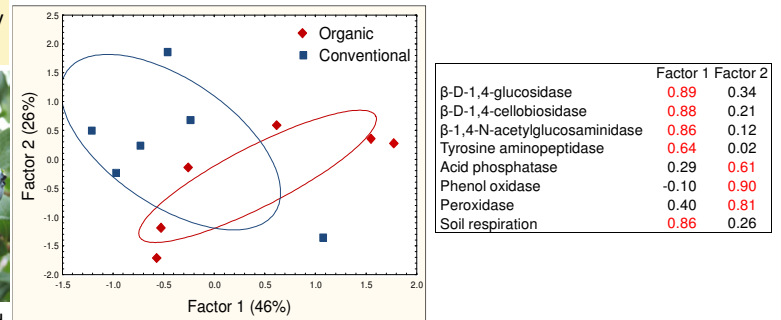 2.5
2.0
1.5
1.0
0.5
0.0
-0.5
-1.0
-1.5
-2.0
Factor 2 (26%)
Organic
Conventional
-1.5 -1.0 -0.5 0.0 0.5 1.0 1.5 2.0
Factor 1 (46%)
Factor 1 Factor 2
β-D-1,4-glucosidase 0.89 0.34
β-D-1,4-cellobiosidase 0.88 0.21
β-1,4-N-acetylglucosaminidase 0.86 0.12
Tyrosine aminopeptidase 0.64 0.02
Acid phosphatase 0.29 0.61
Phenol oxidase -0.10 0.90
Peroxidase 0.40 0.81
Soil respiration 0.86 0.26